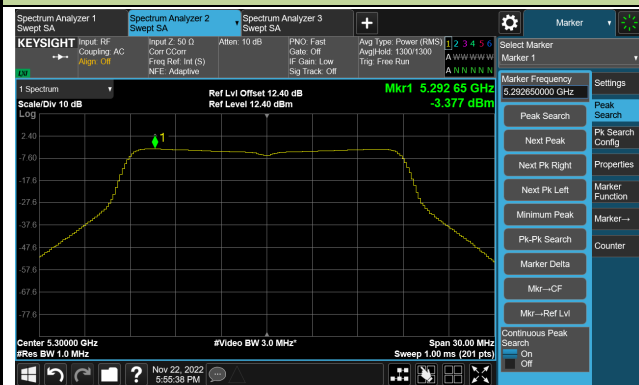 Spectrum Analyzer 1
Swept SA
Spectrum Analyzer 2
Swept SA
Spectrum Analyzer 3
Swept SA
Marker
KEYSIGHT
LXI
Input: RF
Coupling: AC
Align: Off
Input Z: 50 Ω
Corr CCorr
Freq Ref: Int (S)
NFE: Adaptive
Atten: 10 dB
PNO: Fast
Gate: Off
IF Gain: Low
Sig Track: Off
Avg Type: Power (RMS)
Avg|Hold: 1300/1300
Trig: Free Run
1 2 3 4 5 6
A W W W W W
A N N N N N
Select Marker
Marker 1
1 Spectrum
Scale/Div 10 dB
Ref Lvl Offset 12.40 dB
Ref Level 12.40 dBm
Mkr1 5.292 65 GHz
-3.377 dBm
Log
2.40
-7.60
-17.6
-27.6
-37.6
-47.6
-57.6
-67.6
-77.6
1
Center 5.30000 GHz
#Res BW 1.0 MHz
#Video BW 3.0 MHz*
Span 30.00 MHz
Sweep 1.00 ms (201 pts)
Marker Frequency
5.292650000 GHz
Peak Search
Next Peak
Next Pk Right
Next Pk Left
Minimum Peak
Pk-Pk Search
Marker Delta
Mkr→CF
Mkr→Ref Lvl
Continuous Peak
Search
On
Off
Settings
Peak
Search
Pk Search
Config
Properties
Marker
Function
Marker→
Counter
Nov 22, 2022
5:55:38 PM